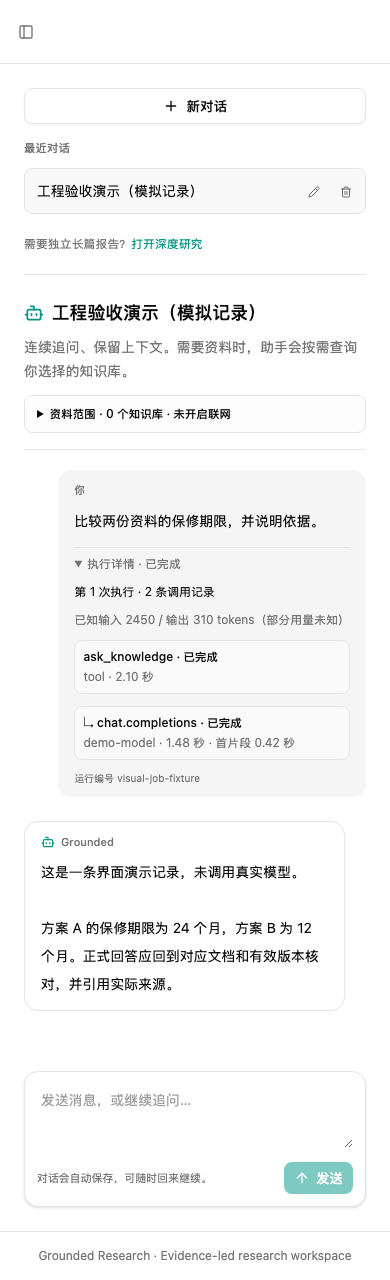 新对话
最近对话
工程验收演示（模拟记录）
需要独立长篇报告？打开深度研究
工程验收演示（模拟记录）
连续追问、保留上下文。需要资料时，助手会按需查询
你选择的知识库。
资料范围 · 0 个知识库 · 未开启联网
你
比较两份资料的保修期限，并说明依据。
执行详情 · 已完成
第 1 次执行 · 2 条调用记录
已知输入 2450 / 输出 310 tokens（部分用量未知）
ask_knowledge · 已完成
tool · 2.10 秒
chat.completions · 已完成
demo-model · 1.48 秒 · 首片段 0.42 秒
运行编号 visual-job-fixture
Grounded
这是一条界面演示记录，未调用真实模型。
方案 A 的保修期限为 24 个月，方案 B 为 12
个月。正式回答应回到对应文档和有效版本核
对，并引用实际来源。
发送消息，或继续追问...
对话会自动保存，可随时回来继续。
发送
Grounded Research · Evidence-led research workspace